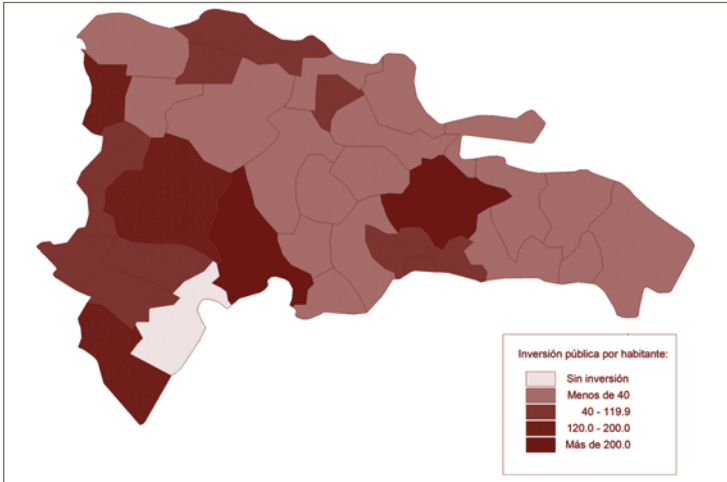 Inversión pública por habitante:
Sin inversión
Menos de 40
40 - 119.9
120.0 - 200.0
Más de 200.0